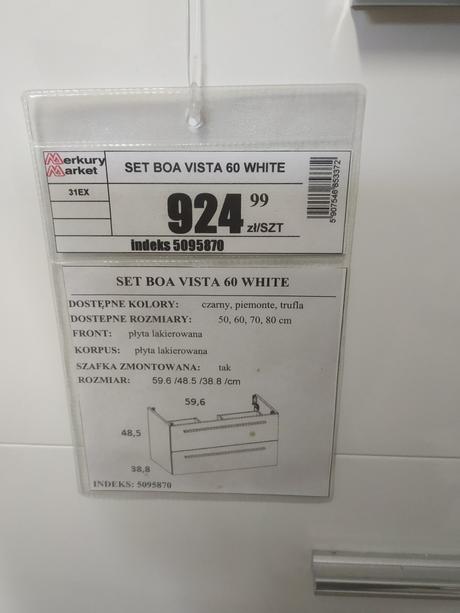 Merkury
Market
SET BOA VISTA 60 WHITE
31EX
924 99
zł/SZT
indeks 5095870
5907548653372
SET BOA VISTA 60 WHITE
DOSTĘPNE KOLORY: czarny, piemonte, trufla
DOSTEPNE ROZMIARY: 50, 60, 70, 80 cm
FRONT: płyta lakierowana
KORPUS: płyta lakierowana
SZAFKA ZMONTOWANA: tak
ROZMIAR: 59.6 /48.5 /38.8 /cm
59,6
48,5
38,8
INDEKS: 5095870